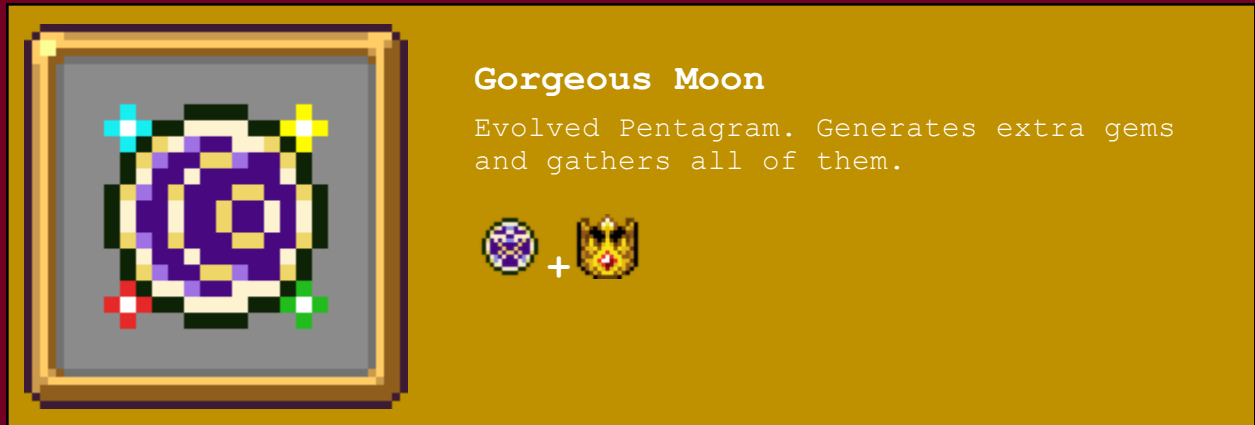 Gorgeous Moon
Evolved Pentagram. Generates extra gems
and gathers all of them.
+